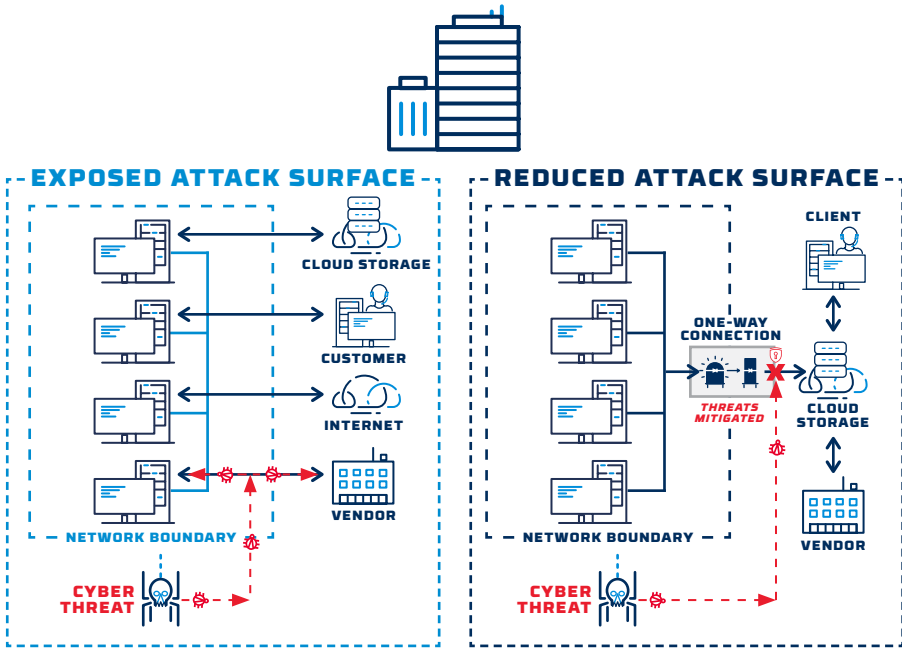 EXPOSED ATTACK SURFACE
CLOUD STORAGE
CUSTOMER
INTERNET
VENDOR
NETWORK BOUNDARY
CYBER
THREAT
REDUCED ATTACK SURFACE
CLIENT
ONE-WAY
CONNECTION
THREATS
MITIGATED
CLOUD
STORAGE
VENDOR
NETWORK BOUNDARY
CYBER
THREAT